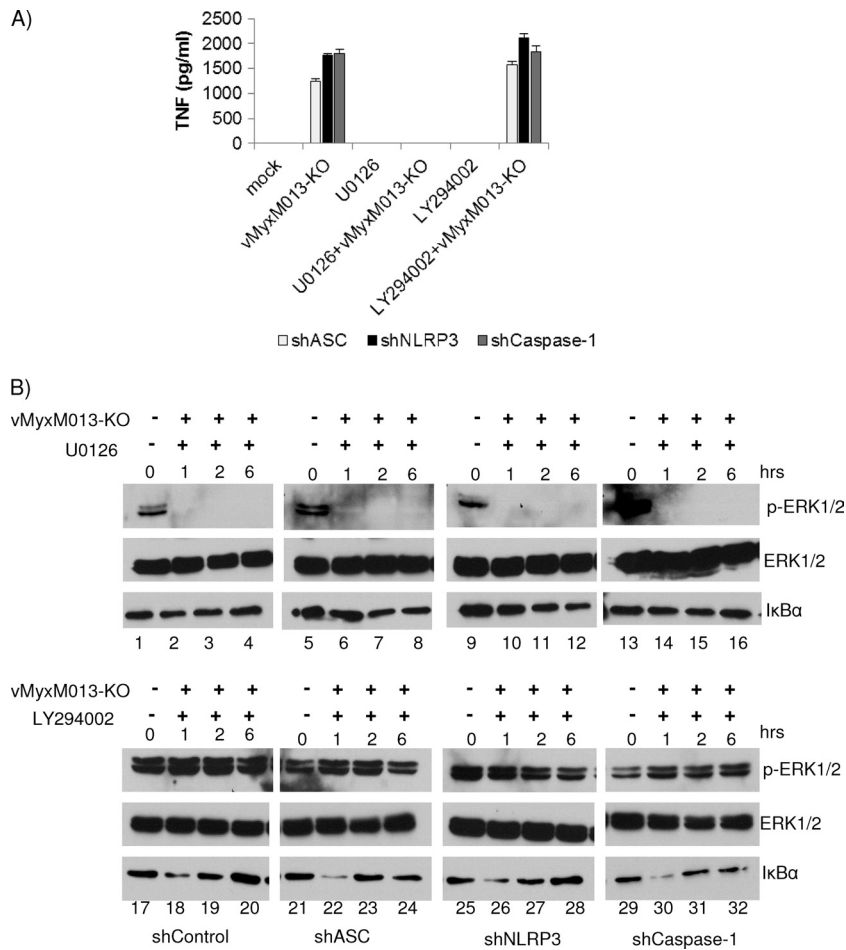 A)
TNF (pg/ml)
2500
2000
1500
1000
500
0
mock
vMyxM013-KO
U0126
U0126+vMyxM013-KO
LY294002
LY294002+vMyxM013-KO
shASC shNLRP3 shCaspase-1
B)
vMyxM013-KO - + + + - + + + - + + + - + + +
U0126 - + + + - + + + - + + + - + + +
0 1 2 6 0 1 2 6 0 1 2 6 0 1 2 6 hrs
p-ERK1/2
ERK1/2
IκBα
1 2 3 4 5 6 7 8 9 10 11 12 13 14 15 16
vMyxM013-KO - + + + - + + + - + + + - + + +
LY294002 - + + + - + + + - + + + - + + +
0 1 2 6 0 1 2 6 0 1 2 6 0 1 2 6 hrs
p-ERK1/2
ERK1/2
IκBα
17 18 19 20 21 22 23 24 25 26 27 28 29 30 31 32
shControl shASC shNLRP3 shCaspase-1